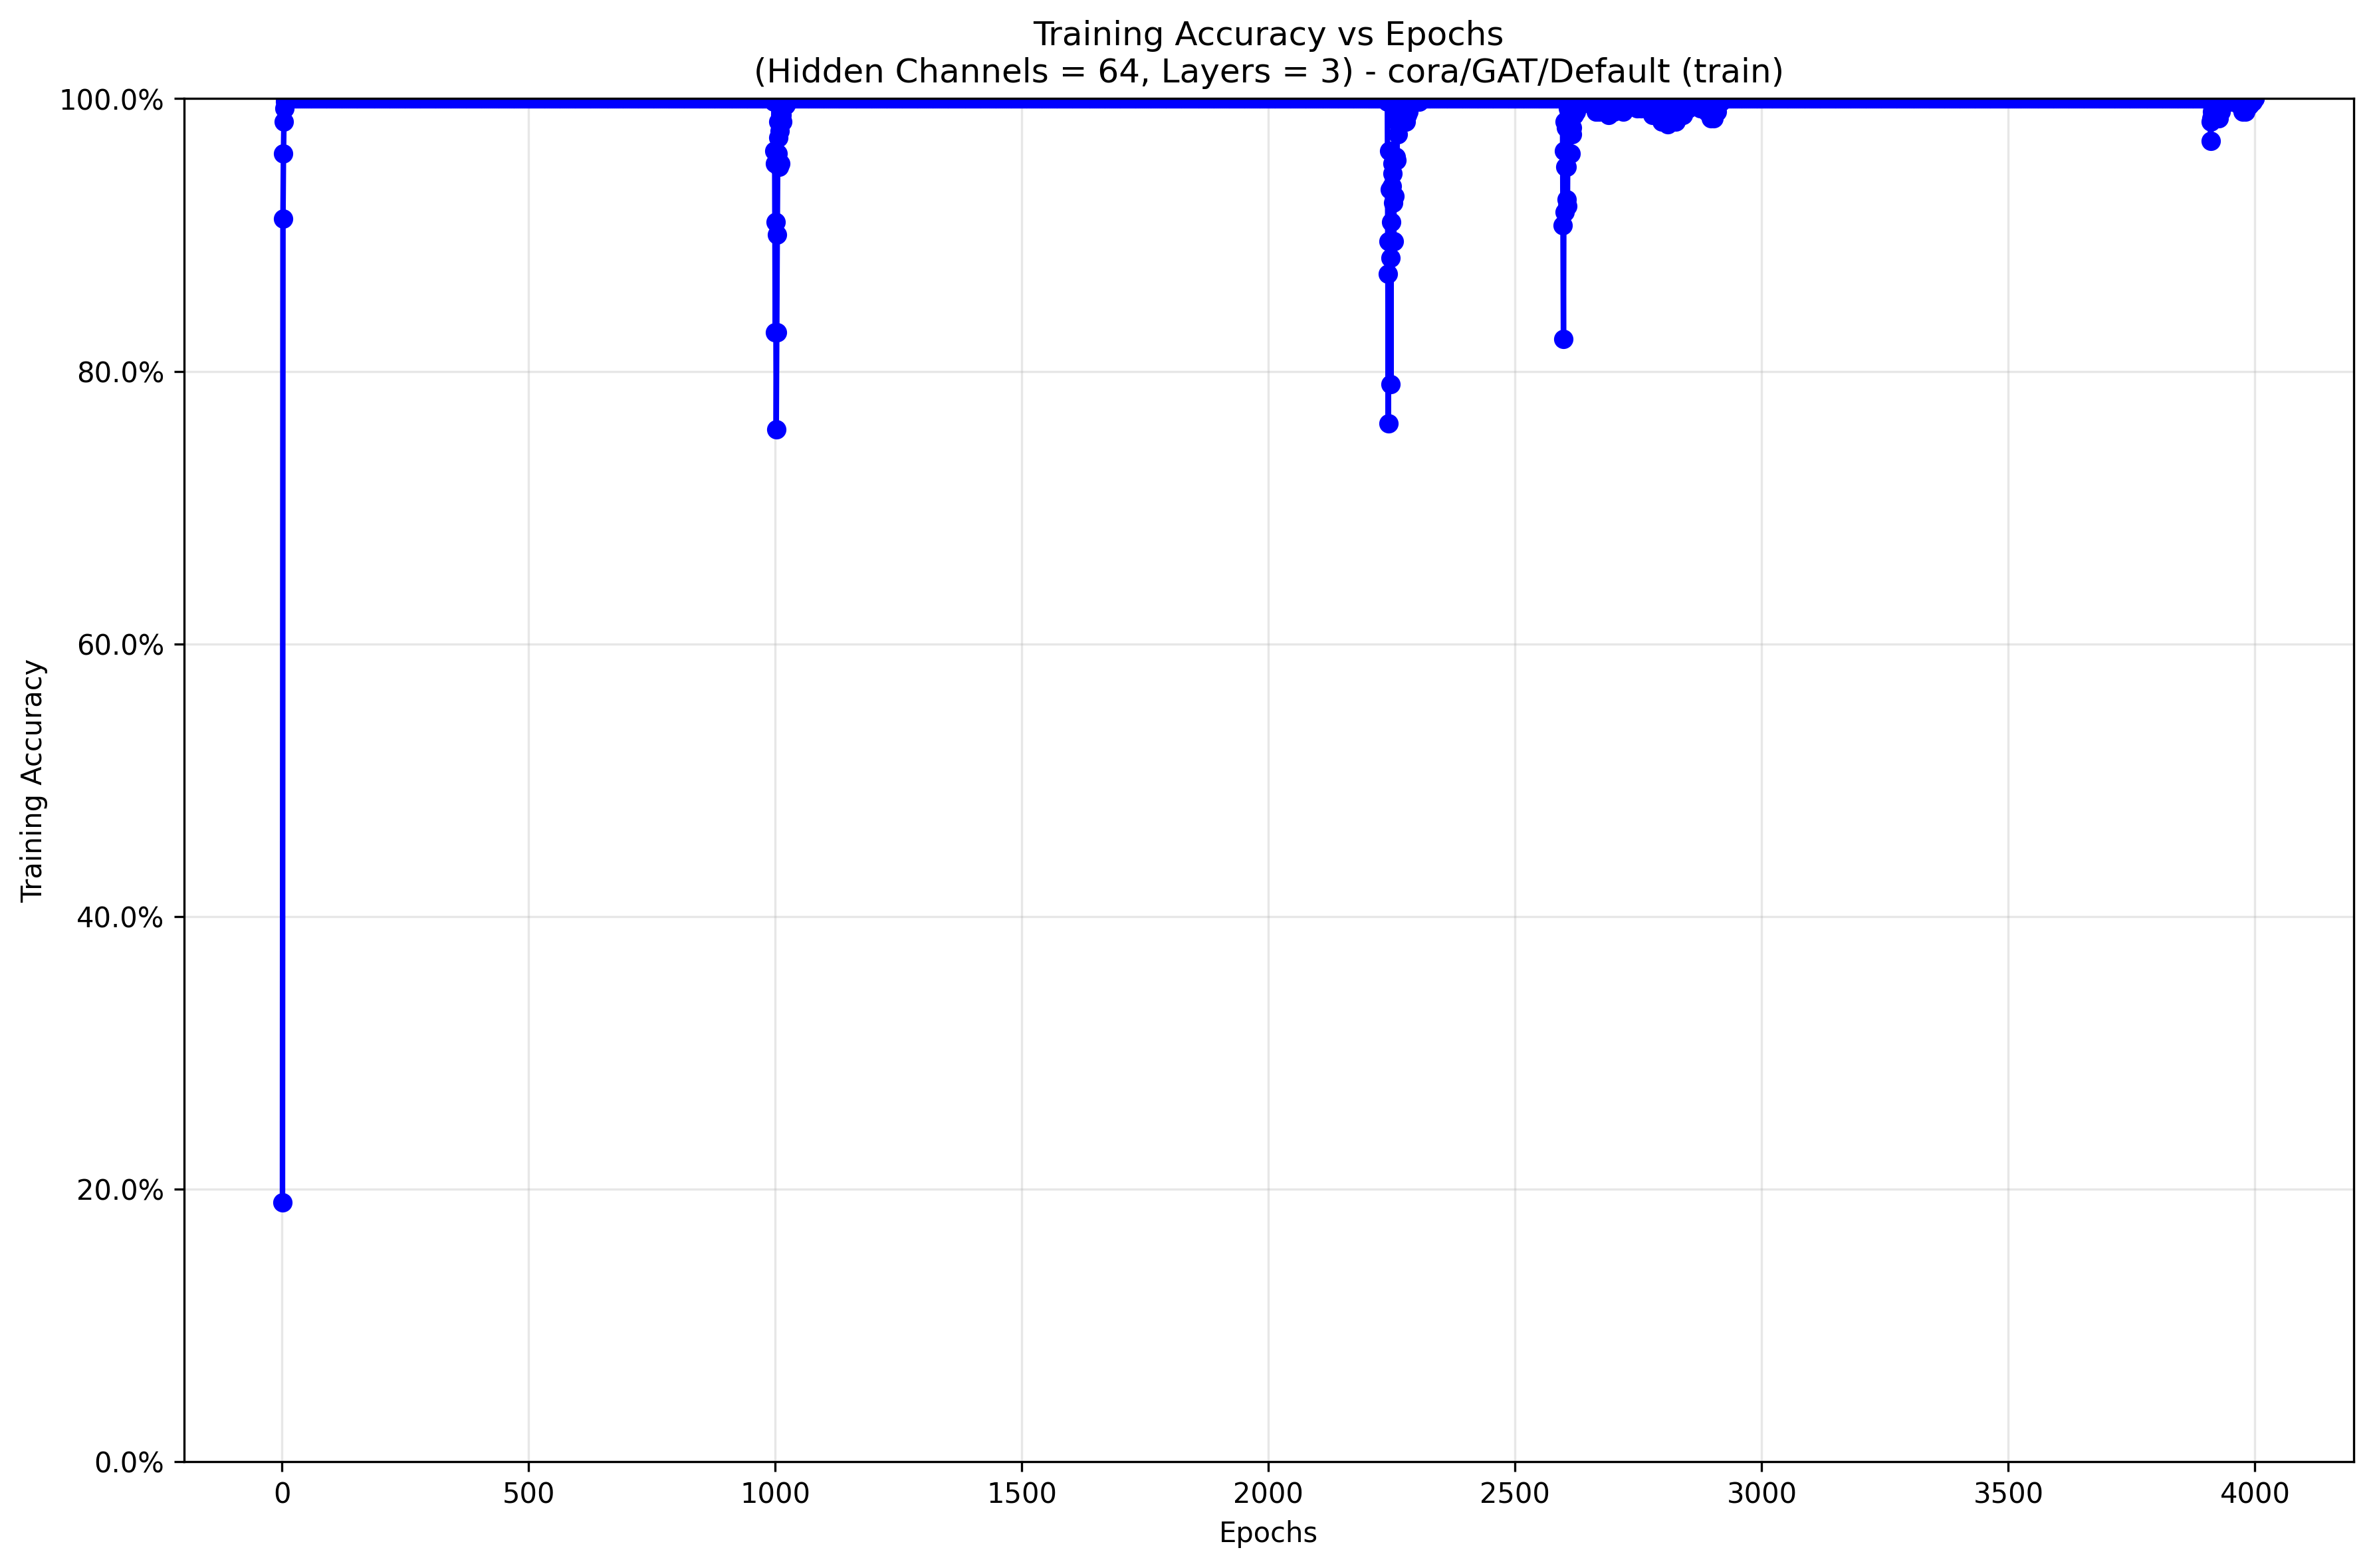 Training Accuracy vs Epochs
(Hidden Channels = 64, Layers = 3) - cora/GAT/Default (train)
100.0%
80.0%
60.0%
40.0%
20.0%
0.0%
Training Accuracy
0 500 1000 1500 2000 2500 3000 3500 4000
Epochs